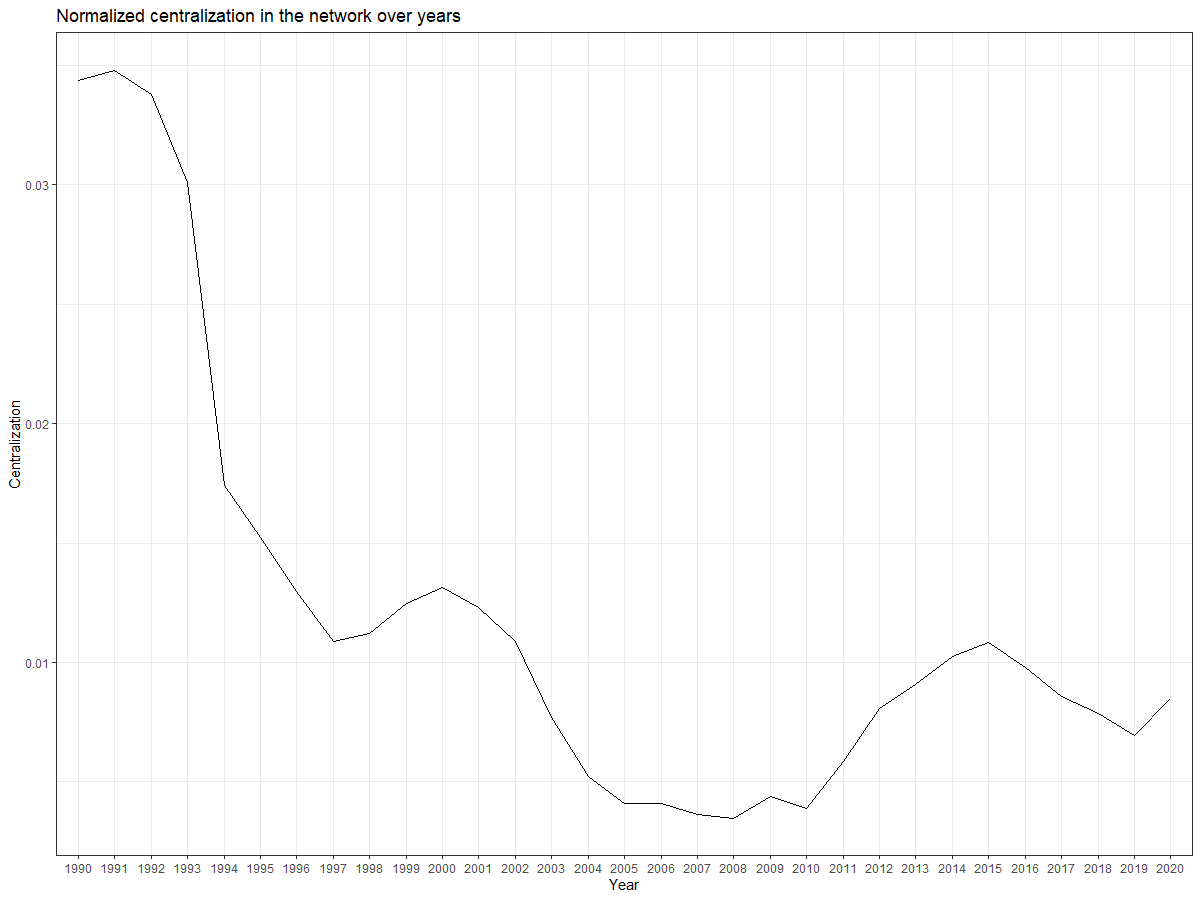 Normalized centralization in the network over years
Centralization
0.03
0.02
0.01
1990 1991 1992 1993 1994 1995 1996 1997 1998 1999 2000 2001 2002 2003 2004 2005 2006 2007 2008 2009 2010 2011 2012 2013 2014 2015 2016 2017 2018 2019 2020
Year